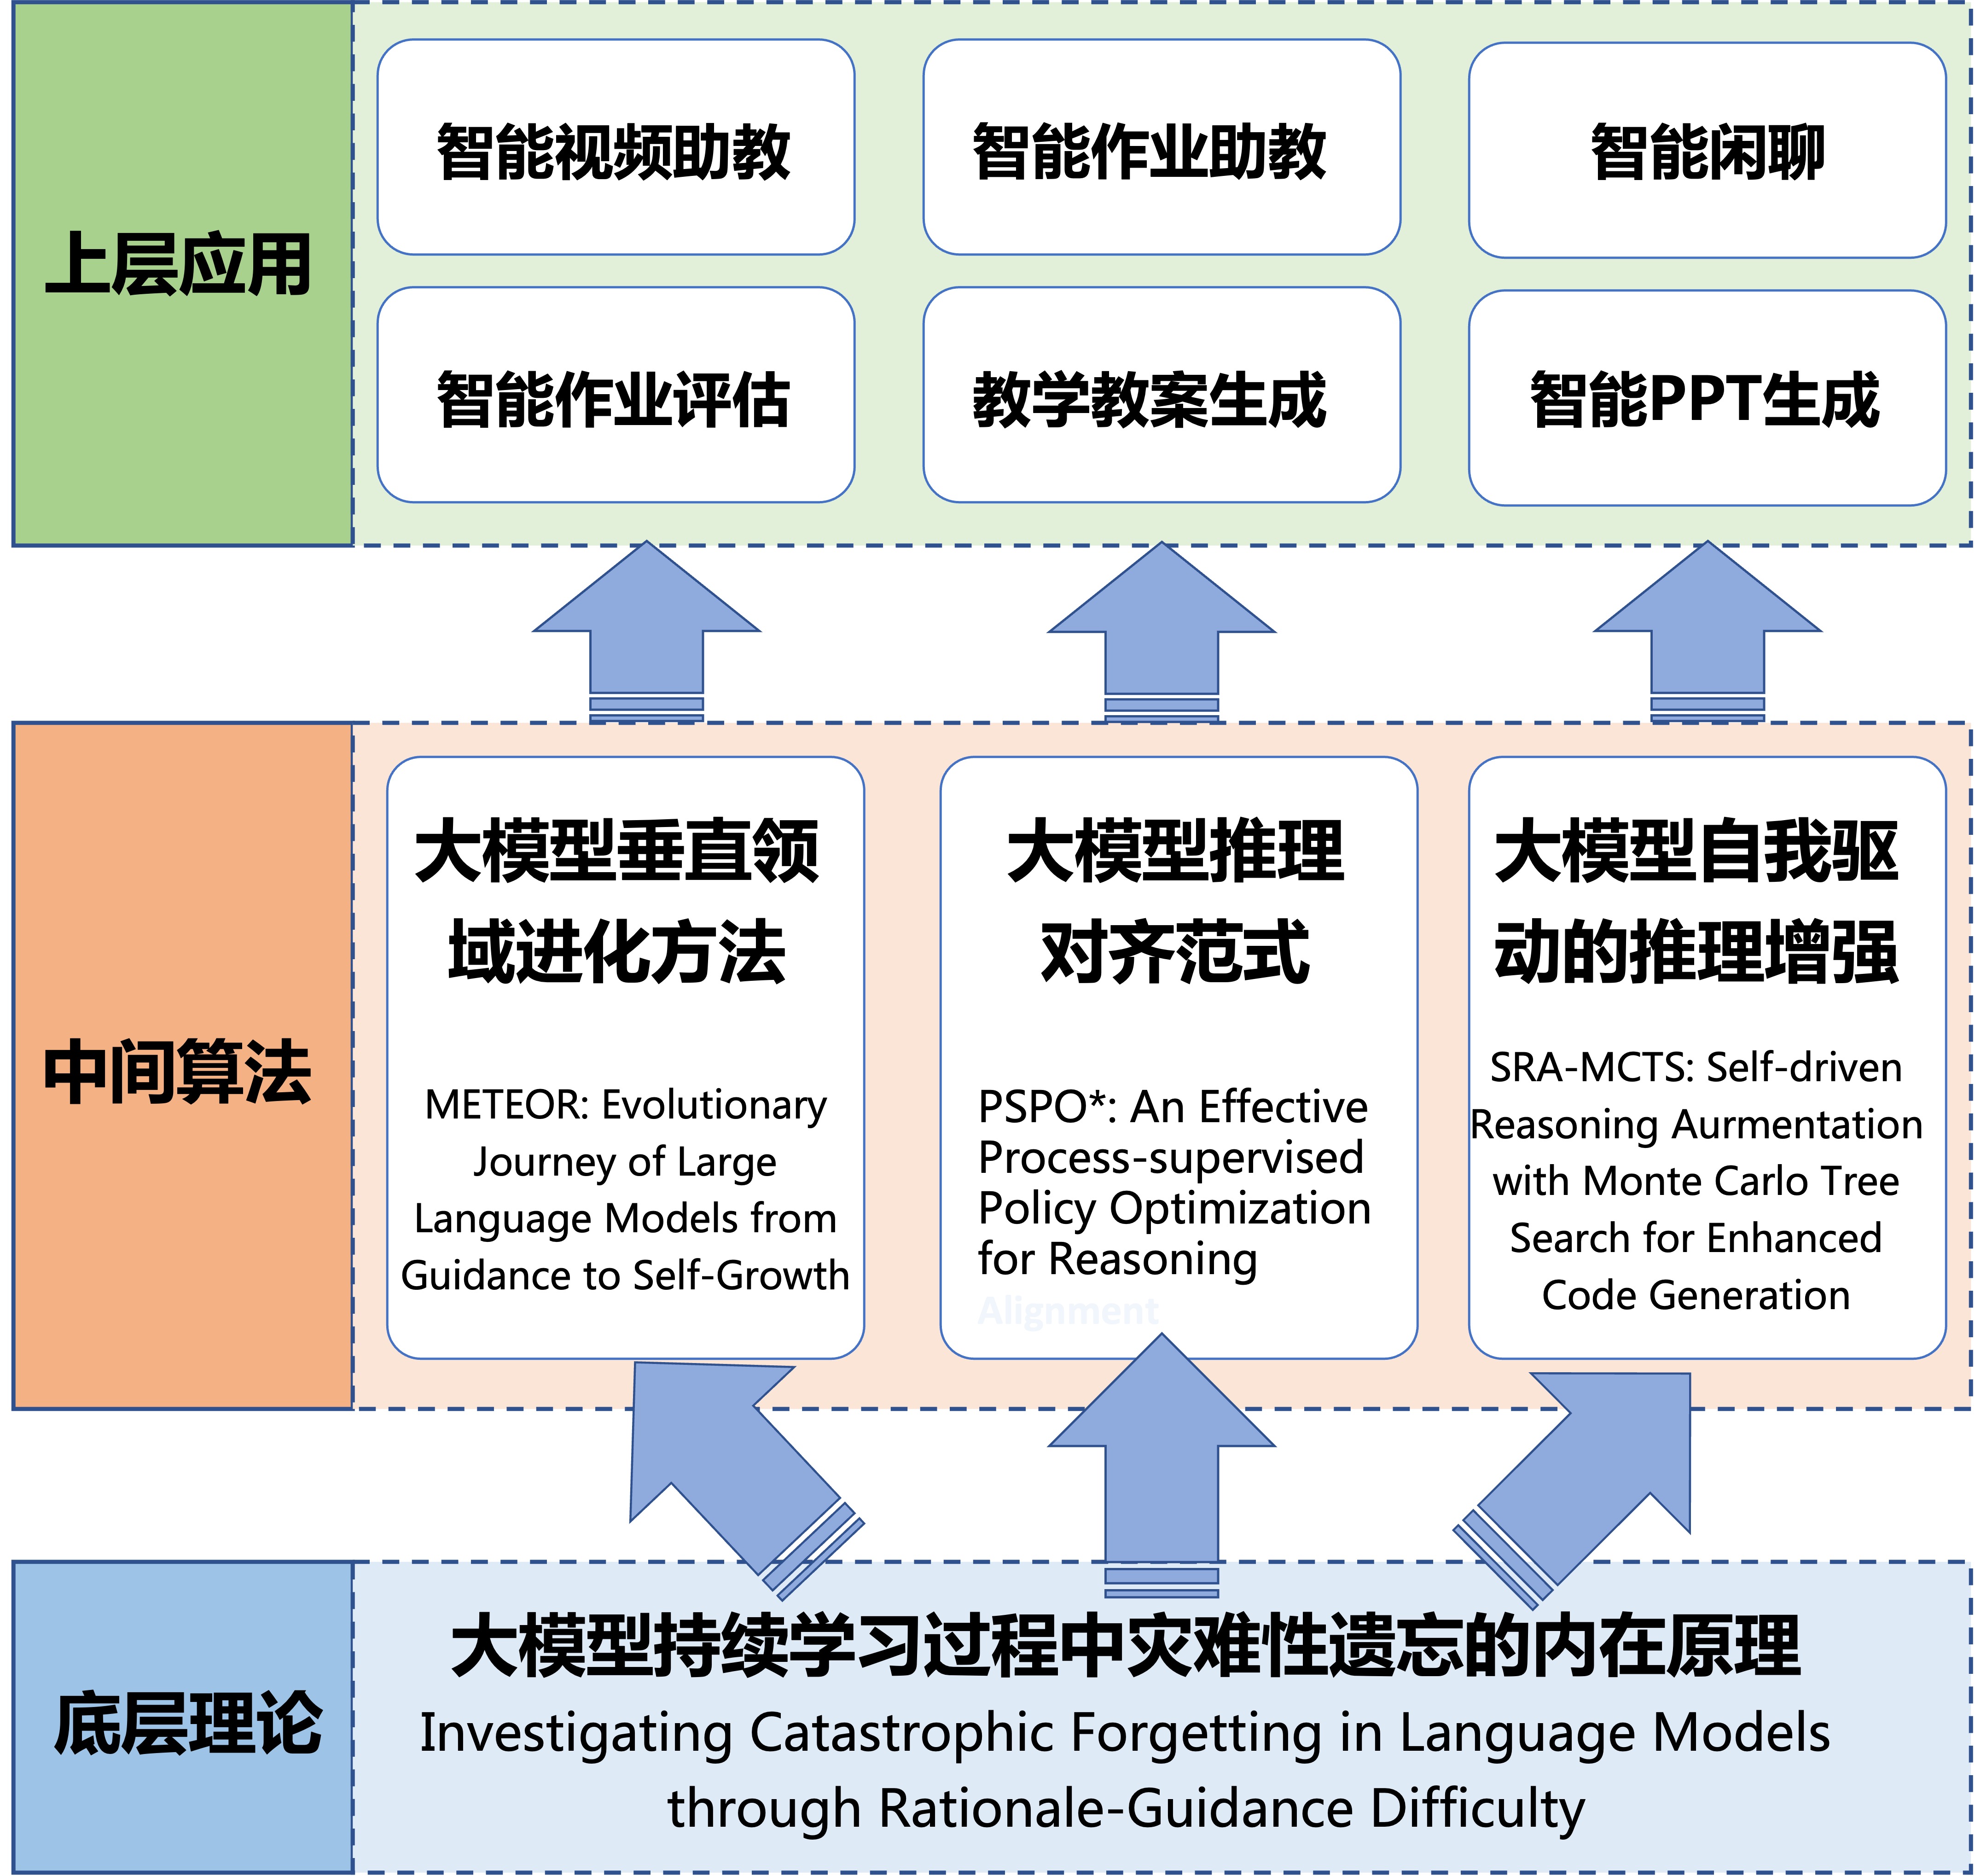 上层应用
智能视频助教
智能作业助教
智能闲聊
智能作业评估
教学教案生成
智能PPT生成
中间算法
大模型垂直领
域进化方法
METEOR: Evolutionary
Journey of Large
Language Models from
Guidance to Self-Growth
大模型推理
对齐范式
PSPO*: An Effective
Process-supervised
Policy Optimization
for Reasoning
Alignment
大模型自我驱
动的推理增强
SRA-MCTS: Self-driven
Reasoning Aurmentation
with Monte Carlo Tree
Search for Enhanced
Code Generation
底层理论
大模型持续学习过程中灾难性遗忘的内在原理
Investigating Catastrophic Forgetting in Language Models
through Rationale-Guidance Difficulty